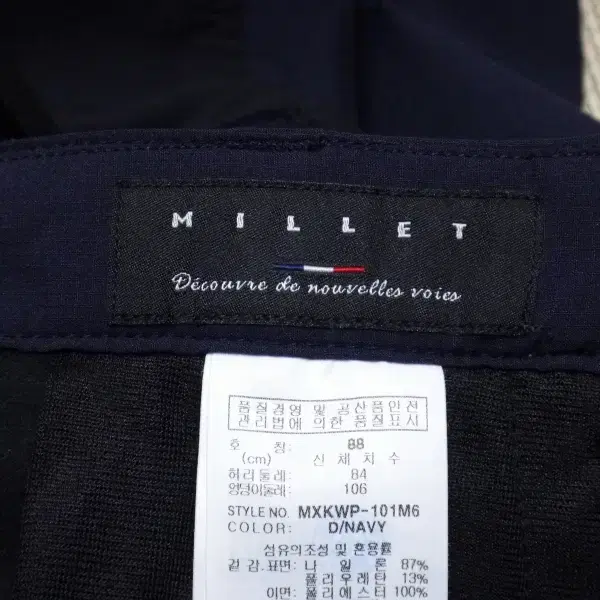 MILLET
Découvre de nouvelles voies
품질경영 및 공산품안전
관리법에 의한 품질표시
호 칭: 88
(cm) 신 체 치 수
허리둘레: 84
엉덩이둘레: 106
STYLE NO. MXKWP-101M6
COLOR: D/NAVY
섬유의조성 및 혼용률
겉 감.표면: 나 일 론 87%
폴리우레탄 13%
이면: 폴리에스터 100%